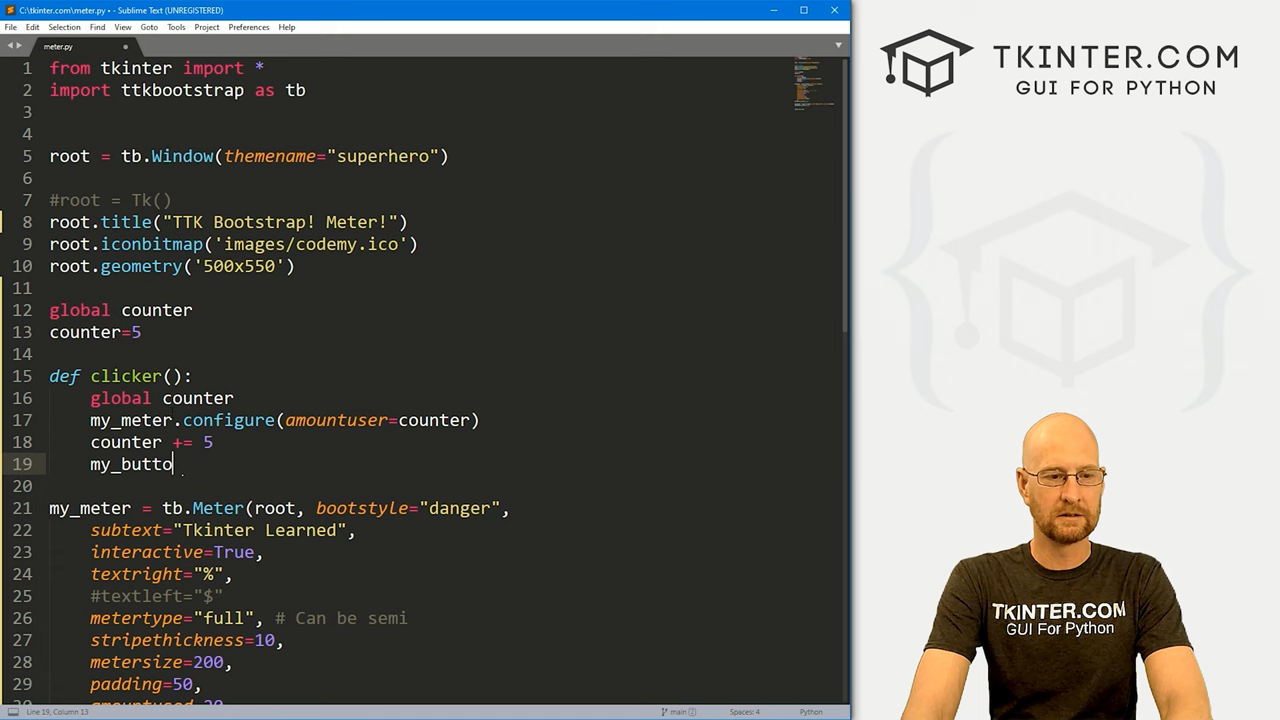 C:\tkinter.com\meter.py • - Sublime Text (UNREGISTERED)
File Edit Selection Find View Goto Tools Project Preferences Help
meter.py
1 from tkinter import *
2 import ttkbootstrap as tb
3
4
5 root = tb.Window(themename="superhero")
6
7 #root = Tk()
8 root.title("TTK Bootstrap! Meter!")
9 root.iconbitmap('images/codemy.ico')
10 root.geometry('500x550')
11
12 global counter
13 counter=5
14
15 def clicker():
16 global counter
17 my_meter.configure(amountuser=counter)
18 counter += 5
19 my_butto
20
21 my_meter = tb.Meter(root, bootstyle="danger",
22 subtext="Tkinter Learned",
23 interactive=True,
24 textright="%",
25 #textleft="$"
26 metertype="full", # Can be semi
27 stripethickness=10,
28 metersize=200,
29 padding=50,
Line 19, Column 13
main
Spaces: 4
Python
TKINTER.COM
GUI FOR PYTHON
TKINTER.COM
GUI For Python